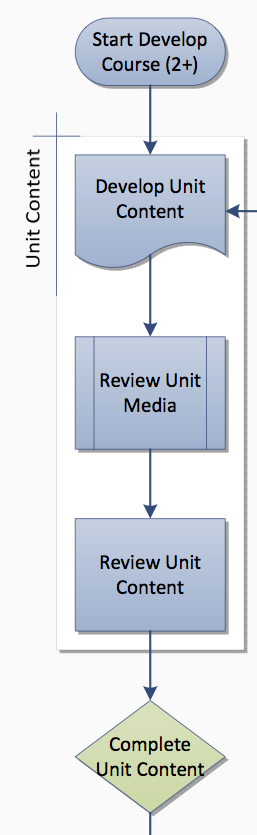 Start Develop
Course (2+)
Unit Content
Develop Unit
Content
Review Unit
Media
Review Unit
Content
Complete
Unit Content